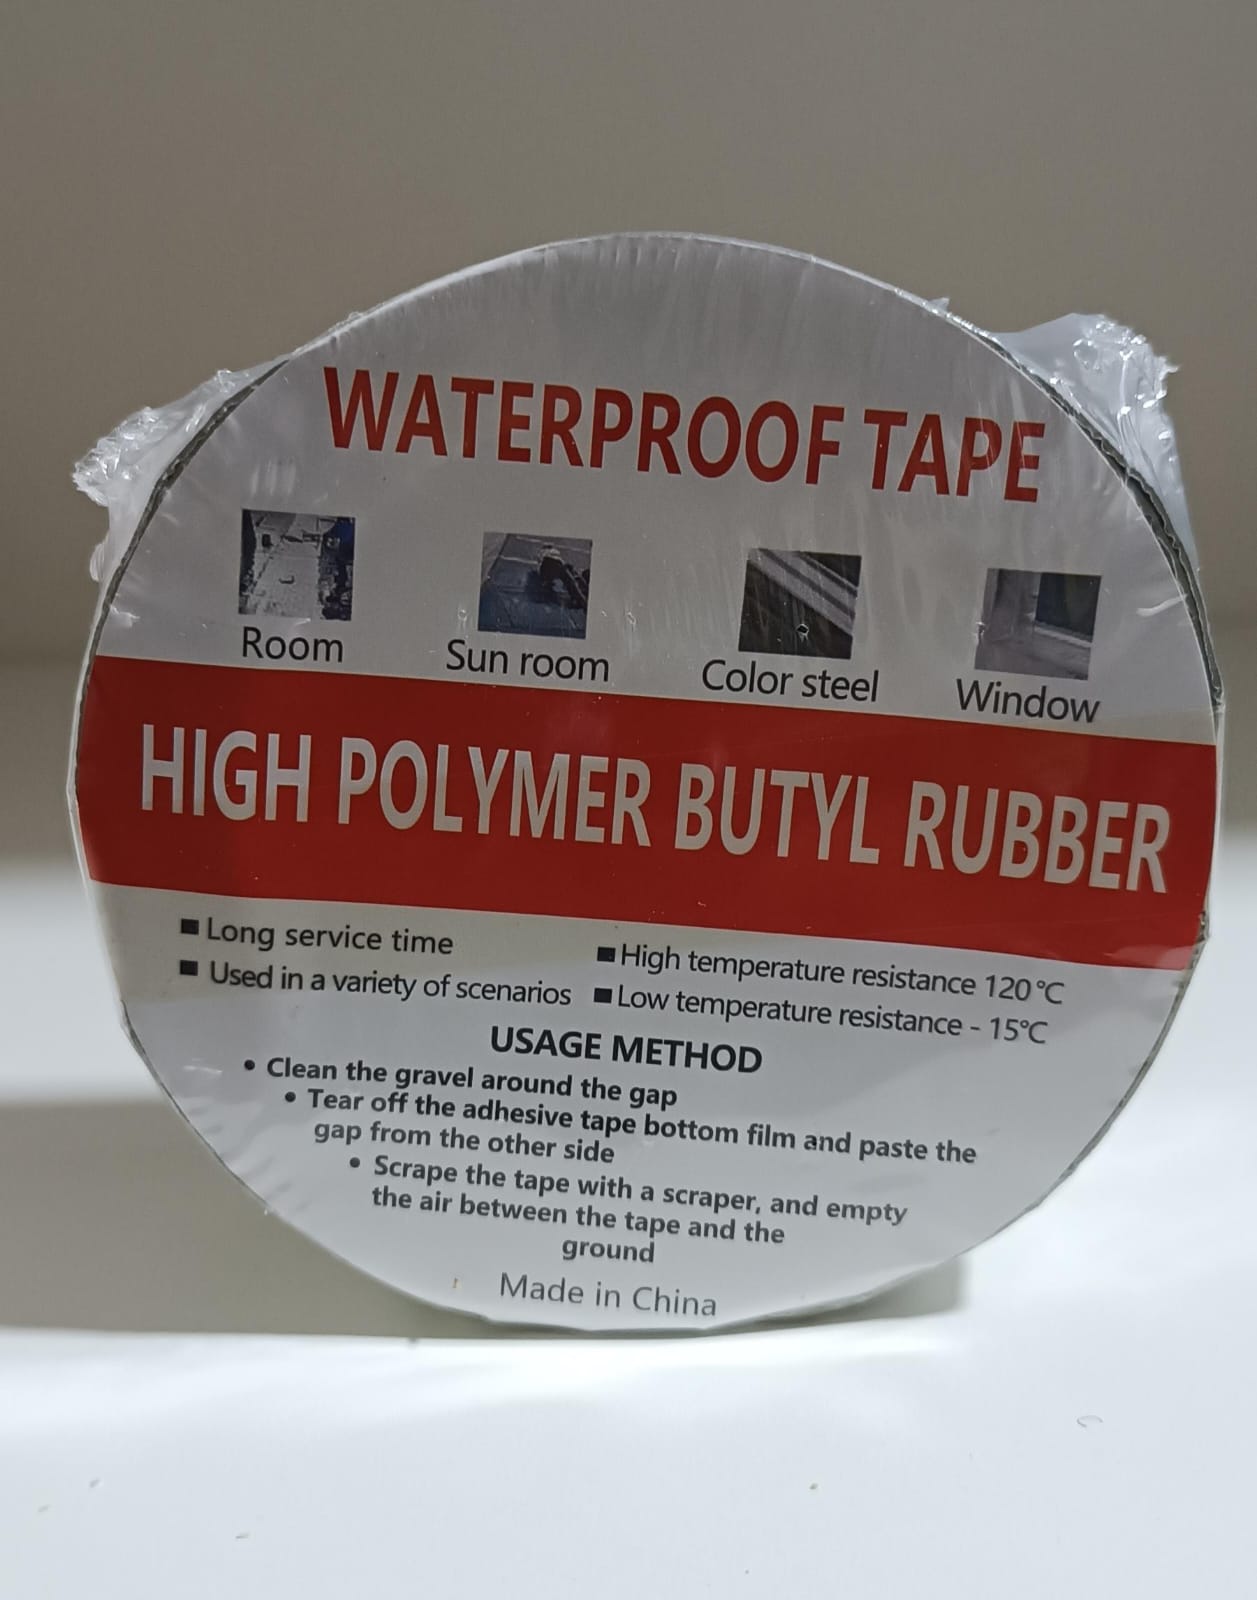 WATERPROOF TAPE
Room
Sun room
Color steel
Window
HIGH POLYMER BUTYL RUBBER
■ Long service time
■ Used in a variety of scenarios
■ High temperature resistance 120℃
■ Low temperature resistance - 15℃
USAGE METHOD
• Clean the gravel around the gap
• Tear off the adhesive tape bottom film and paste the
gap from the other side
• Scrape the tape with a scraper, and empty
the air between the tape and the
ground
Made in China